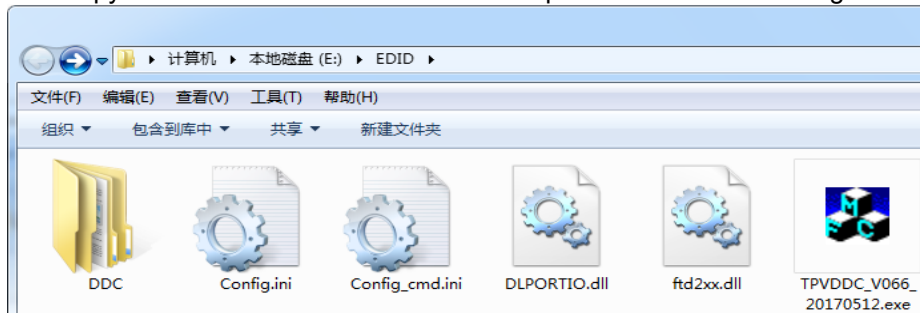 计算机 ▸ 本地磁盘 (E:) ▸ EDID ▸
文件(F) 编辑(E) 查看(V) 工具(T) 帮助(H)
组织 包含到库中 共享 新建文件夹
M
F C
DDC Config.ini Config_cmd.ini DLPORTIO.dll ftd2xx.dll TPVDDC_V066_
20170512.exe